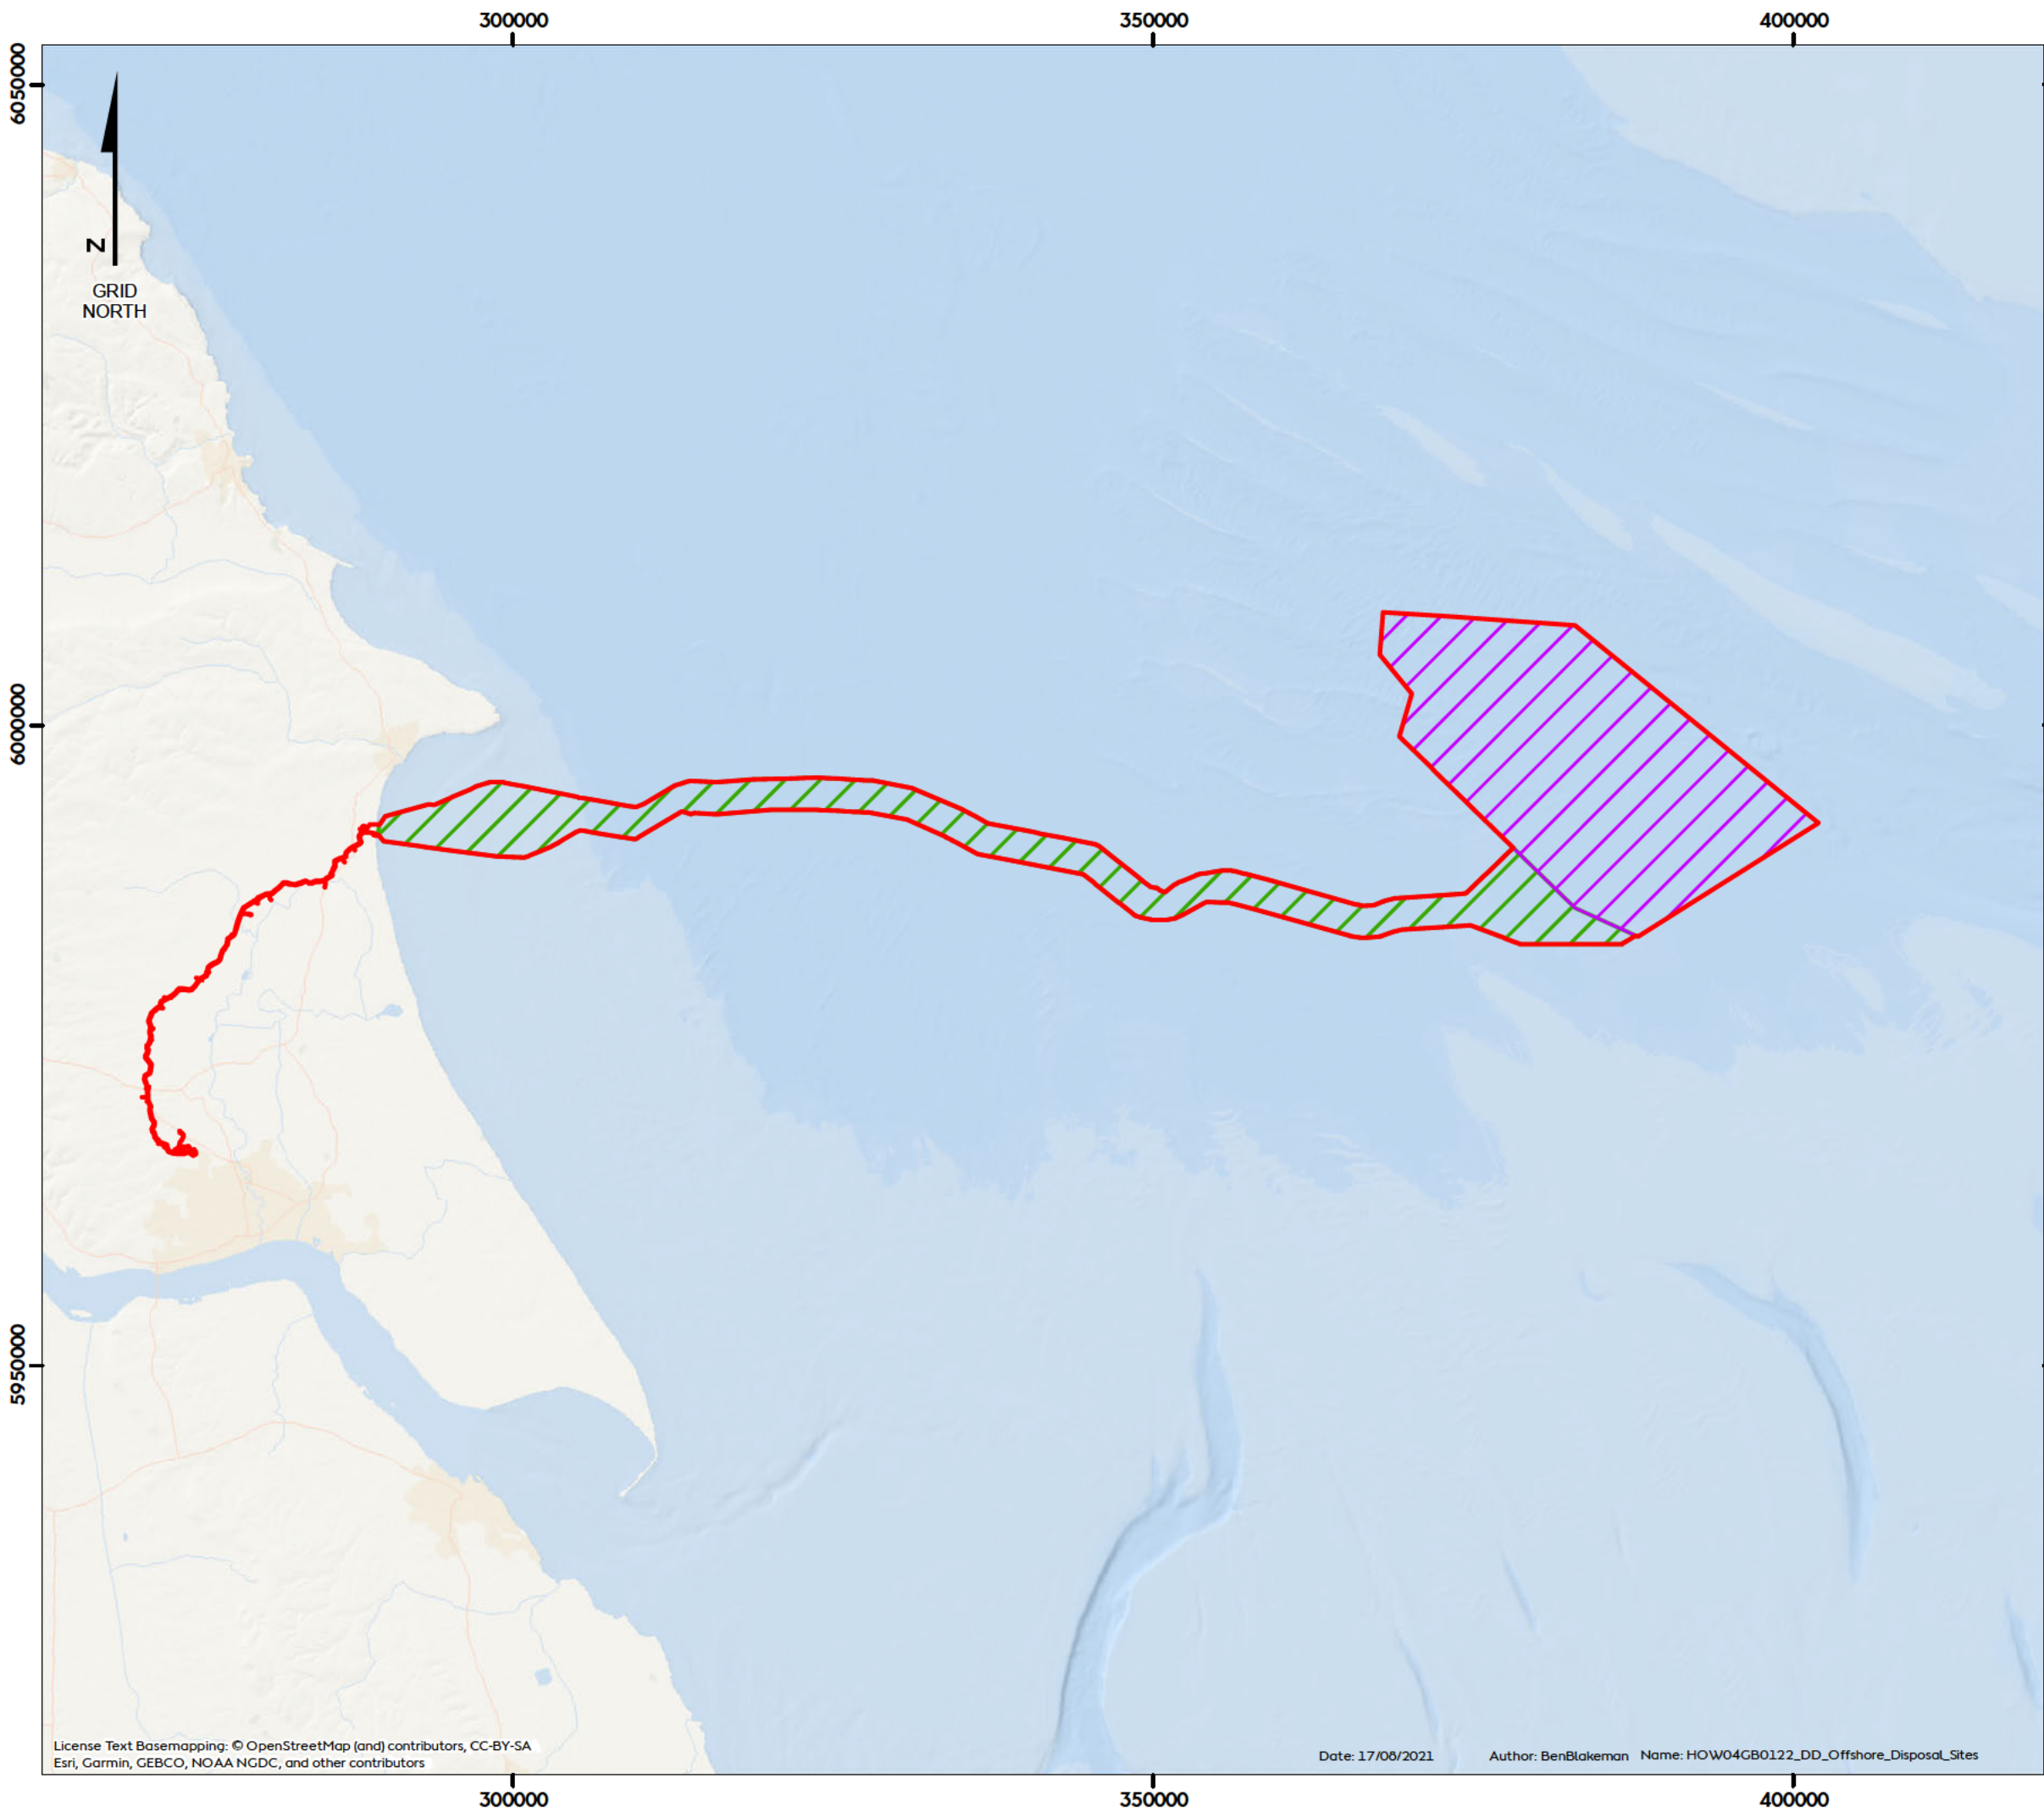 300000 350000 400000
6050000
N
GRID
NORTH
6000000
5950000
License Text Basemapping: © OpenStreetMap (and) contributors, CC-BY-SA
Esri, Garmin, GEBCO, NOAA NGDC, and other contributors
Date: 17/08/2021 Author: BenBlakeman Name: HOW04GB0122_DD_Offshore_Disposal_Sites
300000 350000 400000